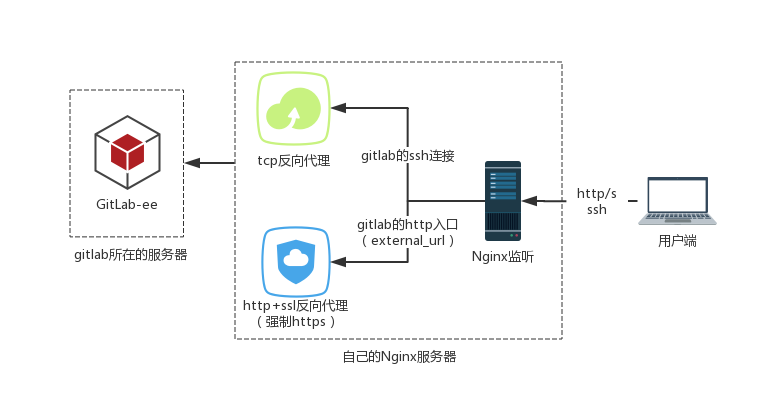 tcp反向代理
gitlab的ssh连接
GitLab-ee
gitlab所在的服务器
http/s
ssh
用户端
gitlab的http入口
（external_url）
Nginx监听
http+ssl反向代理
（强制https）
自己的Nginx服务器